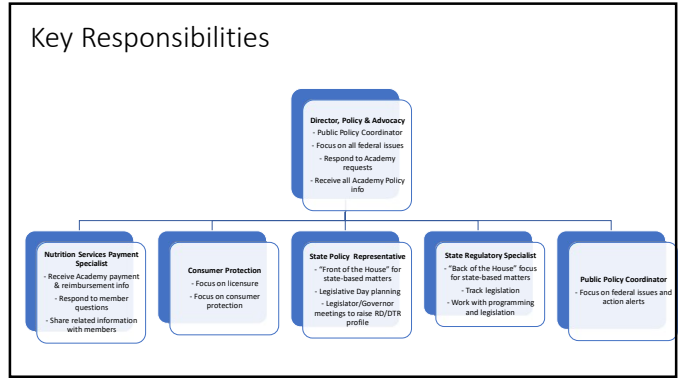 Key Responsibilities
Director, Policy & Advocacy
- Public Policy Coordinator
- Focus on all federal issues
- Respond to Academy
requests
- Receive all Academy Policy
info
Nutrition Services Payment
Specialist
- Receive Academy payment
& reimbursement info
- Respond to member
questions
- Share related information
with members
Consumer Protection
- Focus on licensure
- Focus on consumer
protection
State Policy Representative
- "Front of the House" for
state-based matters
- Legislative Day planning
- Legislator/Governor
meetings to raise RD/DTR
profile
State Regulatory Specialist
- "Back of the House" focus
for state-based matters
- Track legislation
- Work with programming
and legislation
Public Policy Coordinator
- Focus on federal issues and
action alerts